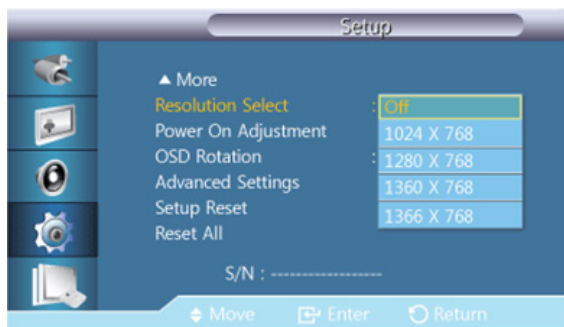 Setup
▲ More
Resolution Select : Off
Power On Adjustment 1024 X 768
OSD Rotation : 1280 X 768
Advanced Settings 1360 X 768
Setup Reset 1366 X 768
Reset All
S/N : ------------------
Move Enter Return